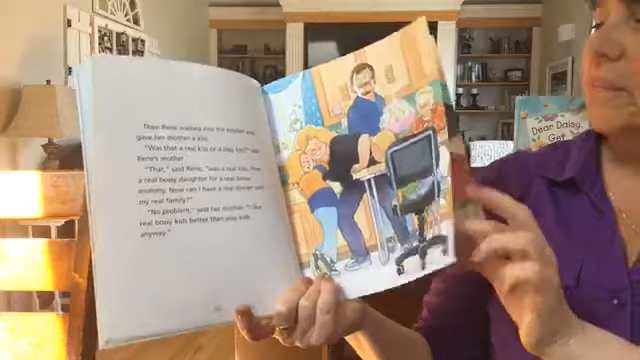 Then Rene walked into the kitchen and
gave her mother a kiss.
"Was that a real kiss or a play kiss?" said
Rene's mother.
"That," said Rene, "was a real kiss, from
a real bossy daughter for a real bossy
mommy. Now can I have a real dinner with
my real family?"
"No problem," said her mother. "I like
real bossy kids better than play kids
anyway."
Dear Daisy,
Get